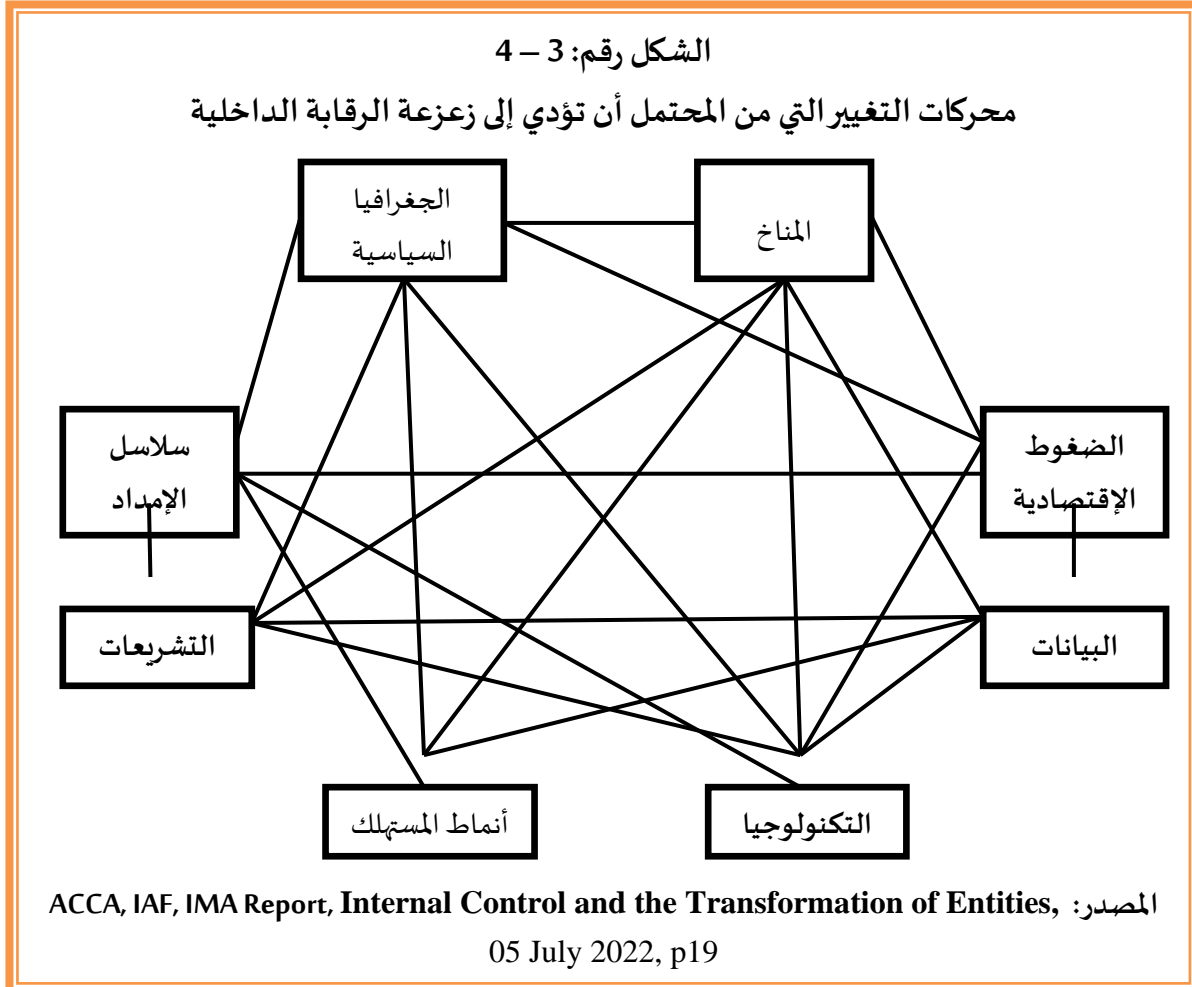 الشكل رقم: 3 – 4
محركات التغيير التي من المحتمل أن تؤدي إلى زعزعة الرقابة الداخلية
الجغرافيا
السياسية
المناخ
سلاسل
الإمداد
الضغوط
الإقتصادية
التشريعات
البيانات
أنماط المستهلك
التكنولوجيا
المصدر: ACCA, IAF, IMA Report, Internal Control and the Transformation of Entities,
05 July 2022, p19